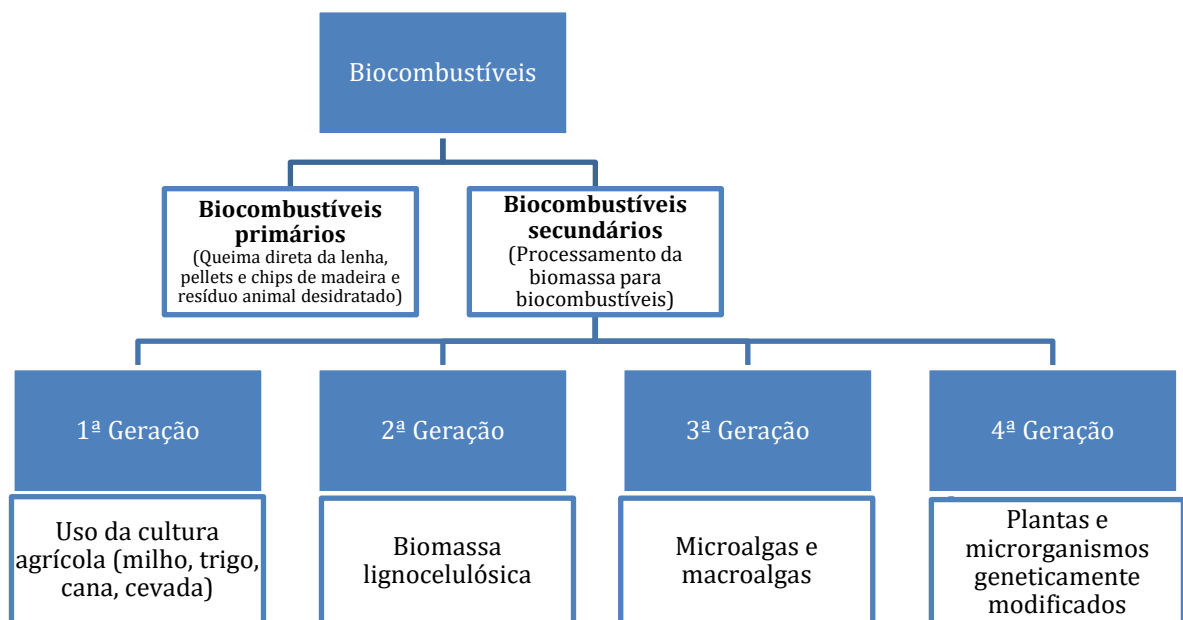 Biocombustíveis
Biocombustíveis
primários
(Queima direta da lenha,
pellets e chips de madeira e
resíduo animal desidratado)
Biocombustíveis
secundários
(Processamento da
biomassa para
biocombustíveis)
1ª Geração
2ª Geração
3ª Geração
4ª Geração
Uso da cultura
agrícola (milho, trigo,
cana, cevada)
Biomassa
lignocelulósica
Microalgas e
macroalgas
Plantas e
microrganismos
geneticamente
modificados